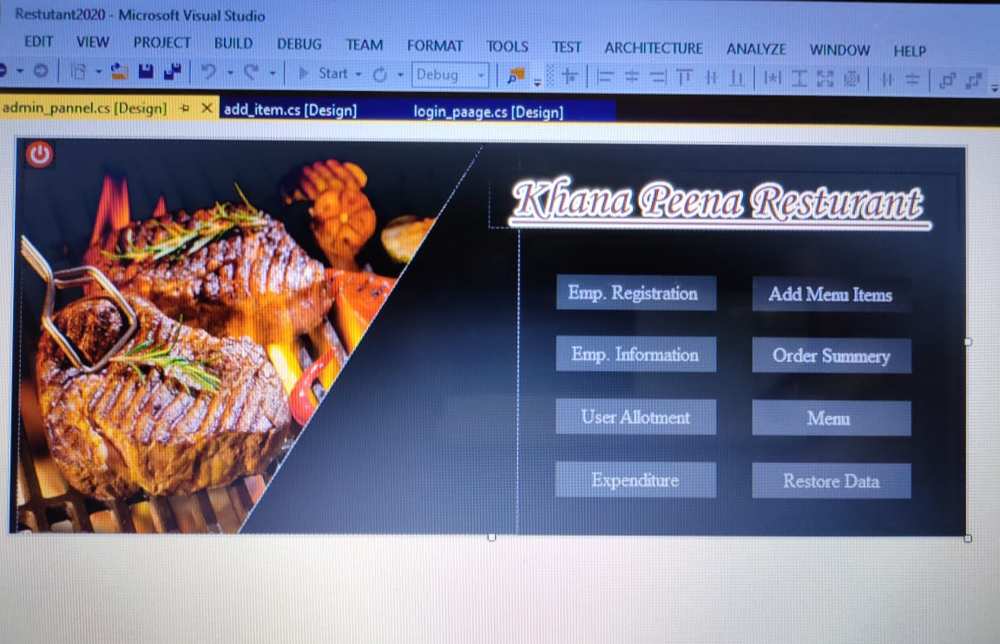 Restutant2020 - Microsoft Visual Studio
EDIT VIEW PROJECT BUILD DEBUG TEAM FORMAT TOOLS TEST ARCHITECTURE ANALYZE WINDOW HELP
Start Debug
admin_pannel.cs [Design] add_item.cs [Design] login_paage.cs [Design]
Khana Peena Resturant
Emp. Registration Add Menu Items
Emp. Information Order Summery
User Allotment Menu
Expenditure Restore Data